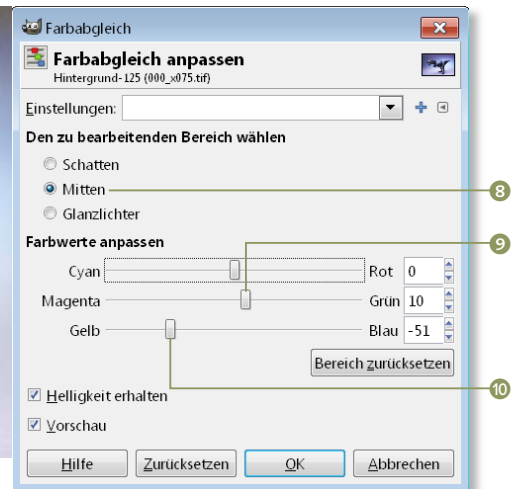 Farbabgleich
Farbabgleich anpassen
Hintergrund-125 (000_x075.tif)
Einstellungen:
Den zu bearbeitenden Bereich wählen
Schatten
Mitten
8
Glanzlichter
Farbwerte anpassen
9
Cyan Rot 0
Magenta Grün 10
Gelb Blau -51
Bereich zurücksetzen
10
Helligkeit erhalten
Vorschau
Hilfe Zurücksetzen OK Abbrechen